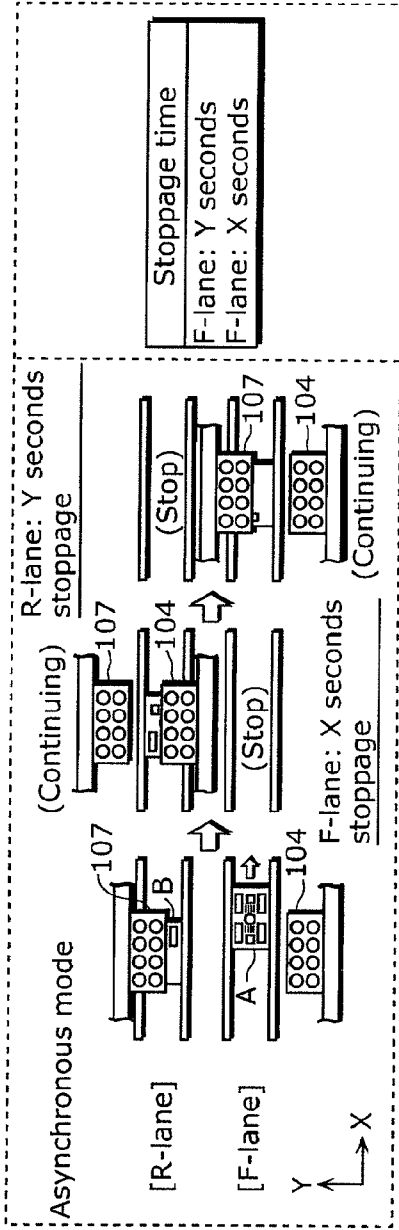 Asynchronous mode
[R-lane]
[F-lane]
107
B
A
104
Y
X
(Continuing)
107
104
(Stop)
F-lane: X seconds
stoppage
R-lane: Y seconds
stoppage
(Stop)
107
104
(Continuing)
Stoppage time
F-lane: Y seconds
F-lane: X seconds